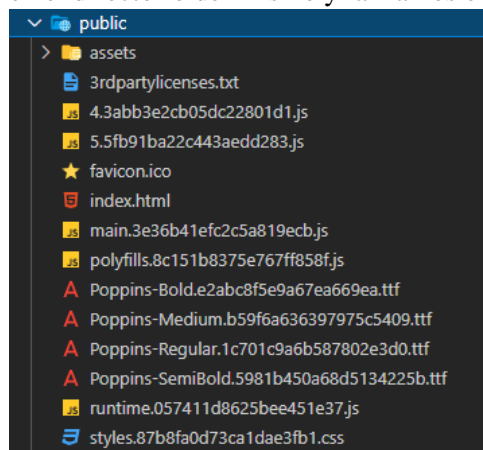 public
assets
3rdpartylicenses.txt
4.3abb3e2cb05dc22801d1.js
5.5fb91ba22c443aedd283.js
favicon.ico
index.html
main.3e36b41efc2c5a819ecb.js
polyfills.8c151b8375e767ff858f.js
Poppins-Bold.e2abc8f5e9a67ea669ea.ttf
Poppins-Medium.b59f6a636397975c5409.ttf
Poppins-Regular.1c701c9a6b587802e3d0.ttf
Poppins-SemiBold.5981b450a68d5134225b.ttf
runtime.057411d8625bee451e37.js
styles.87b8fa0d73ca1dae3fb1.css